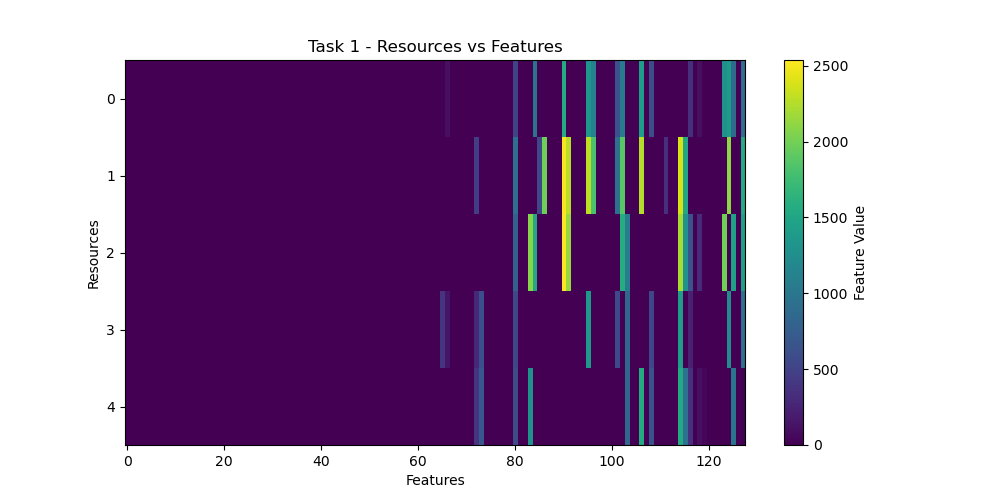 Task 1 - Resources vs Features
Resources
0
1
2
3
4
0 20 40 60 80 100 120
Features
2500
2000
1500
1000
500
0
Feature Value